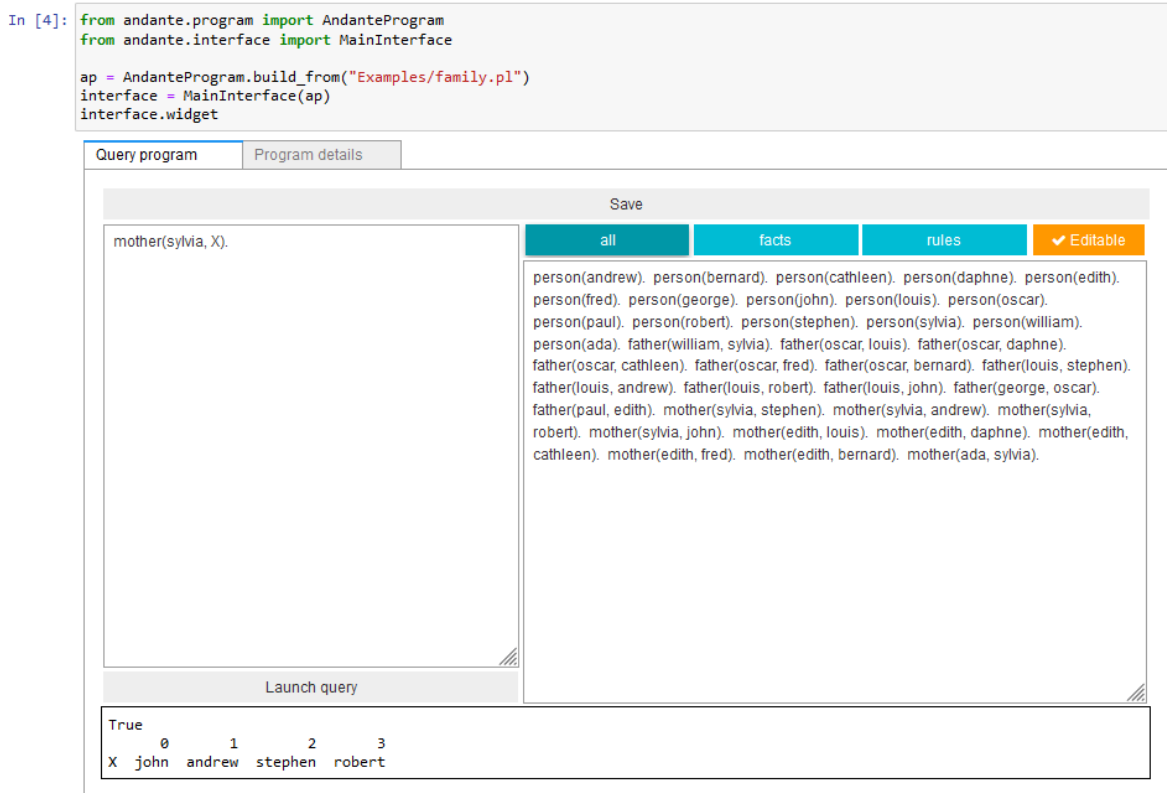 In [4]: from andante.program import AndanteProgram
from andante.interface import MainInterface
ap = AndanteProgram.build_from("Examples/family.pl")
interface = MainInterface(ap)
interface.widget
Query program Program details
Save
mother(sylvia, X).
all facts rules Editable
person(andrew). person(bernard). person(cathleen). person(daphne). person(edith).
person(fred). person(george). person(john). person(louis). person(oscar).
person(paul). person(robert). person(stephen). person(sylvia). person(william).
person(ada). father(william, sylvia). father(oscar, louis). father(oscar, daphne).
father(oscar, cathleen). father(oscar, fred). father(oscar, bernard). father(louis, stephen).
father(louis, andrew). father(louis, robert). father(louis, john). father(george, oscar).
father(paul, edith). mother(sylvia, stephen). mother(sylvia, andrew). mother(sylvia,
robert). mother(sylvia, john). mother(edith, louis). mother(edith, daphne). mother(edith,
cathleen). mother(edith, fred). mother(edith, bernard). mother(ada, sylvia).
Launch query
True
0 1 2 3
X john andrew stephen robert